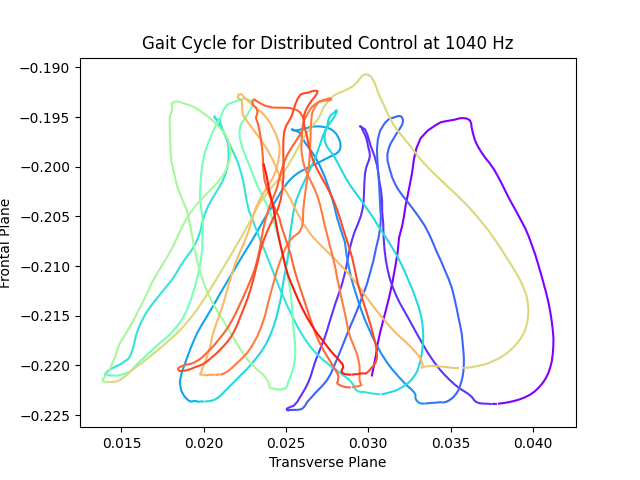 Gait Cycle for Distributed Control at 1040 Hz
−0.190
−0.195
−0.200
−0.205
−0.210
−0.215
−0.220
−0.225
Frontal Plane
0.015 0.020 0.025 0.030 0.035 0.040
Transverse Plane